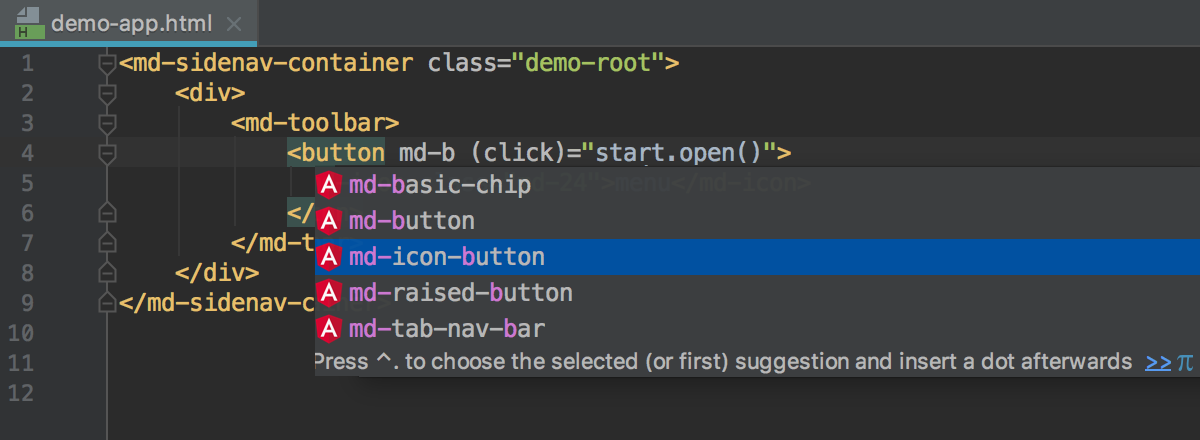 demo-app.html
1 <md-sidenav-container class="demo-root">
2 <div>
3 <md-toolbar>
4 <button md-b (click)="start.open()">
5 24">menu</md-icon>
md-basic-chip
6 </
md-button
7 </md-t
md-icon-button
8 </div>
md-raised-button
9 </md-sidenav-c
md-tab-nav-bar
10
11
Press ^. to choose the selected (or first) suggestion and insert a dot afterwards >> π
12